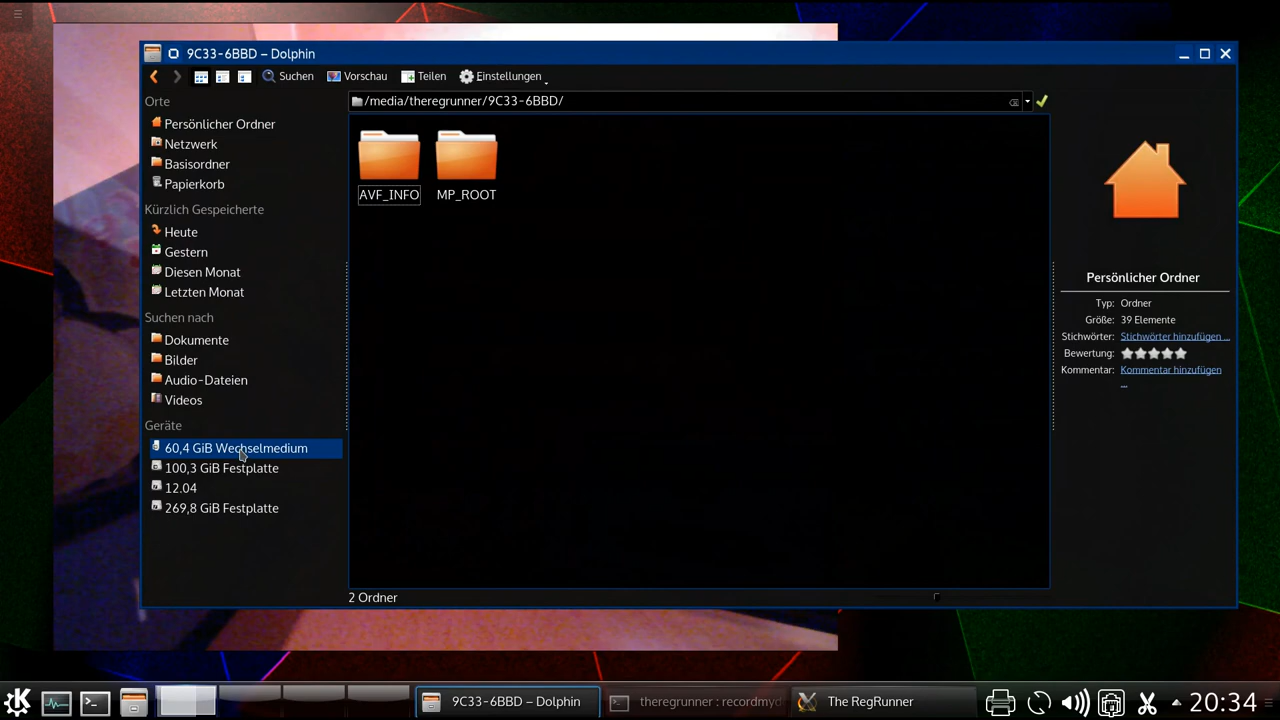 9C33-6BBD – Dolphin
Suchen
Vorschau
Teilen
Einstellungen
Orte
Persönlicher Ordner
Netzwerk
Basisordner
Papierkorb
Kürzlich Gespeicherte
Heute
Gestern
Diesen Monat
Letzten Monat
Suchen nach
Dokumente
Bilder
Audio-Dateien
Videos
Geräte
60,4 GiB Wechselmedium
100,3 GiB Festplatte
12.04
269,8 GiB Festplatte
/media/theregrunner/9C33-6BBD/
AVF_INFO
MP_ROOT
2 Ordner
Persönlicher Ordner
Typ: Ordner
Größe: 39 Elemente
Stichwörter: Stichwörter hinzufügen ...
Bewertung:
Kommentar: Kommentar hinzufügen
...
9C33-6BBD – Dolphin
theregrunner : recordmyd
The RegRunner
20:34